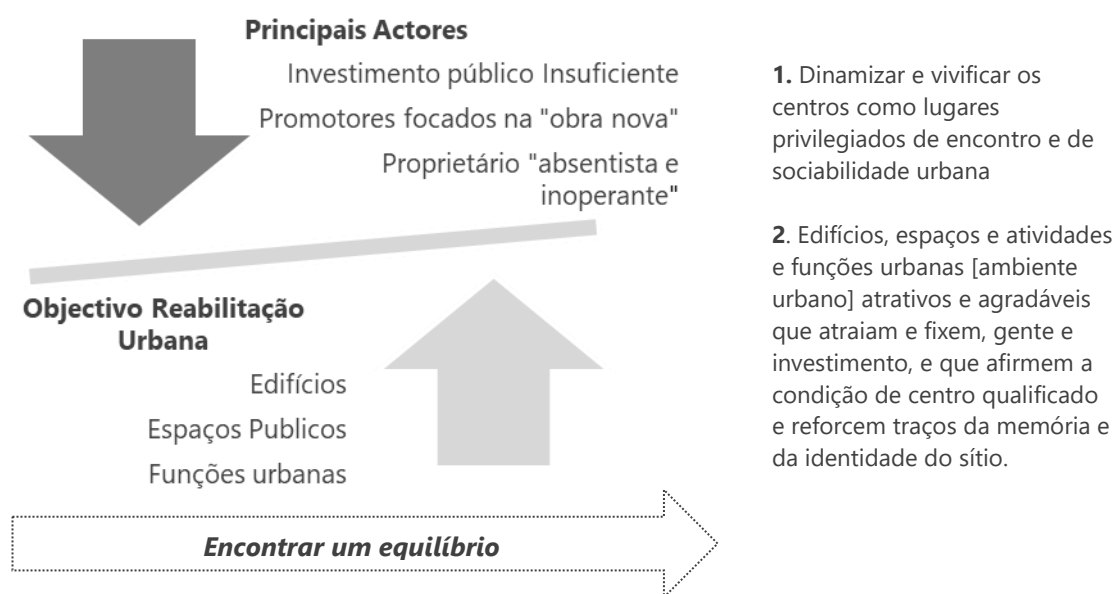 Principais Actores
Investimento público Insuficiente
Promotores focados na "obra nova"
Proprietário "absentista e
inoperante"
Objectivo Reabilitação
Urbana
Edifícios
Espaços Publicos
Funções urbanas
Encontrar um equilíbrio
1. Dinamizar e vivificar os
centros como lugares
privilegiados de encontro e de
sociabilidade urbana
2. Edifícios, espaços e atividades
e funções urbanas [ambiente
urbano] atrativos e agradáveis
que atraiam e fixem, gente e
investimento, e que afirmem a
condição de centro qualificado
e reforcem traços da memória e
da identidade do sítio.